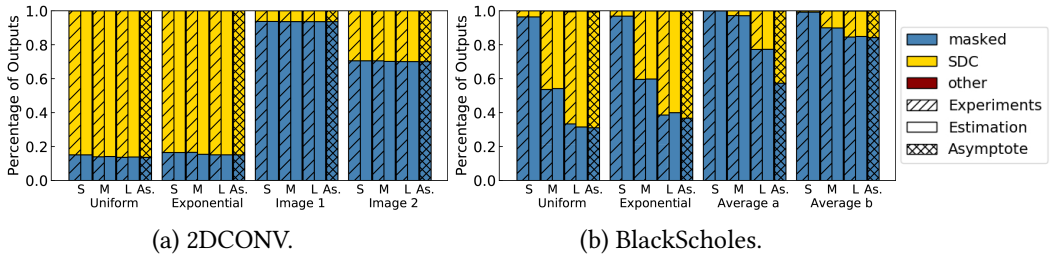 Percentage of Outputs
1.0
0.8
0.6
0.4
0.2
0.0
S M L As. S M L As. S M L As. S M L As.
Uniform Exponential Image 1 Image 2
(a) 2DCONV.
Percentage of Outputs
1.0
0.8
0.6
0.4
0.2
0.0
S M L As. S M L As. S M L As. S M L As.
Uniform Exponential Average a Average b
(b) BlackScholes.
masked
SDC
other
Experiments
Estimation
Asymptote